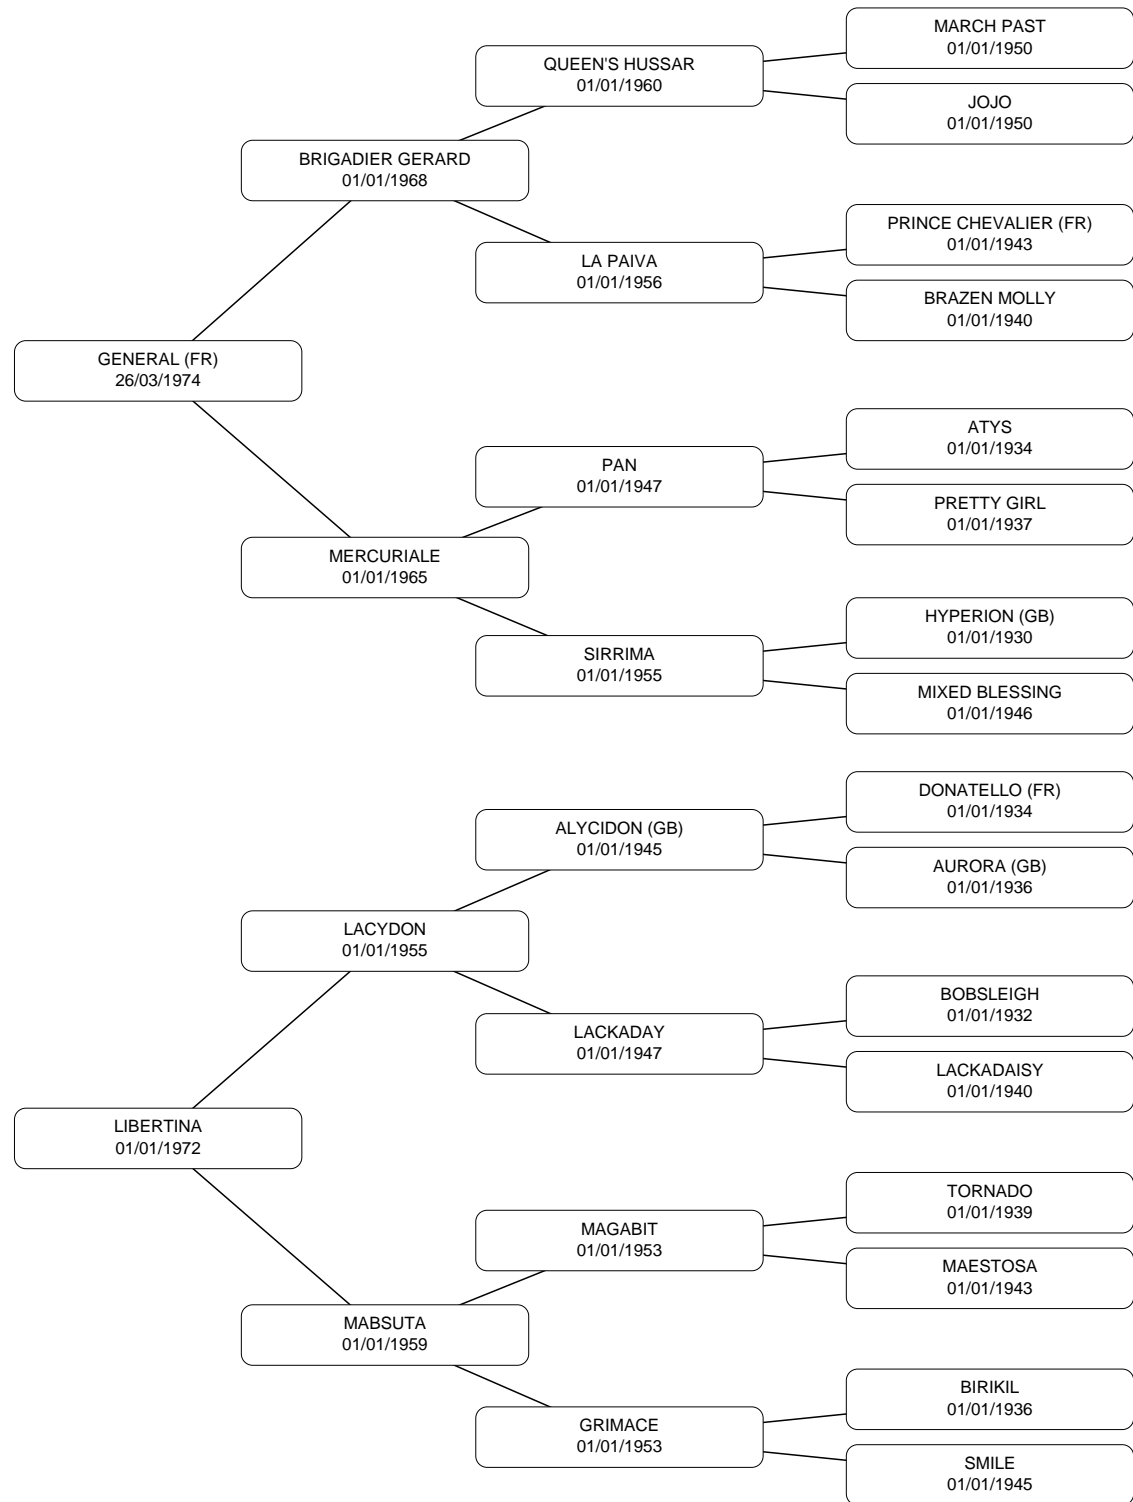 MARCH PAST
01/01/1950
QUEEN'S HUSSAR
01/01/1960
JOJO
01/01/1950
BRIGADIER GERARD
01/01/1968
PRINCE CHEVALIER (FR)
01/01/1943
LA PAIVA
01/01/1956
BRAZEN MOLLY
01/01/1940
GENERAL (FR)
26/03/1974
ATYS
01/01/1934
PAN
01/01/1947
PRETTY GIRL
01/01/1937
MERCURIALE
01/01/1965
HYPERION (GB)
01/01/1930
SIRRIMA
01/01/1955
MIXED BLESSING
01/01/1946
DONATELLO (FR)
01/01/1934
ALYCIDON (GB)
01/01/1945
AURORA (GB)
01/01/1936
LACYDON
01/01/1955
BOBSLEIGH
01/01/1932
LACKADAY
01/01/1947
LACKADAISY
01/01/1940
LIBERTINA
01/01/1972
TORNADO
01/01/1939
MAGABIT
01/01/1953
MAESTOSA
01/01/1943
MABSUTA
01/01/1959
BIRIKIL
01/01/1936
GRIMACE
01/01/1953
SMILE
01/01/1945